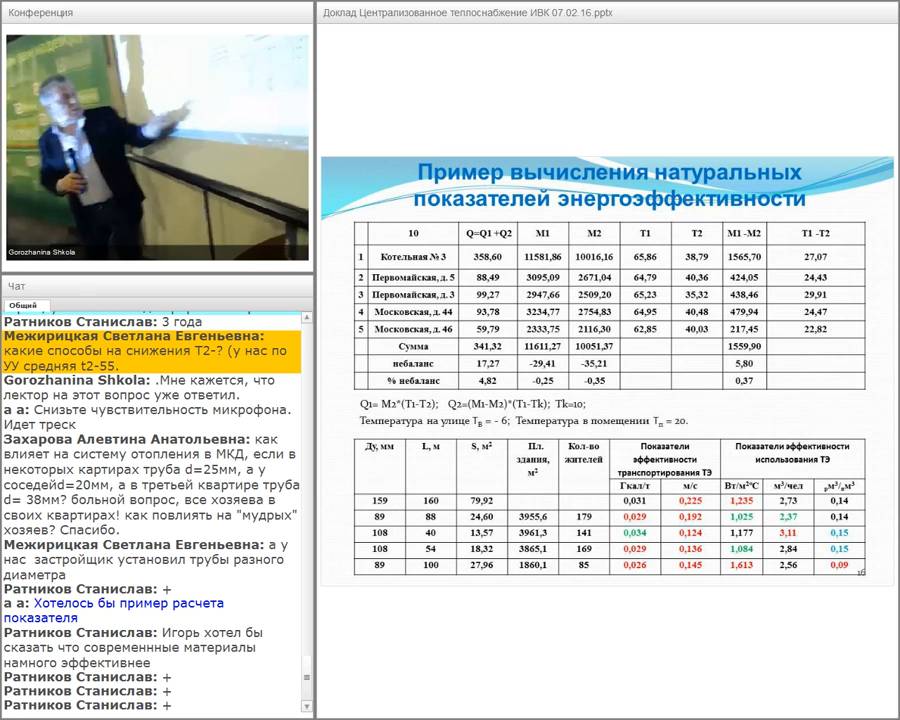 Конференция
Gorozhanina Shkola
Чат
Общий
Ратников Станислав: 3 года
Межирицкая Светлана Евгеньевна:
какие способы на снижения Т2-? (у нас по
УУ средняя t2-55.
Gorozhanina Shkola: .Мне кажется, что
лектор на этот вопрос уже ответил.
а а: Снизьте чувствительность микрофона.
Идет треск
Захарова Алевтина Анатольевна: как
влияет на систему отопления в МКД, если в
некоторых картирах труба d=25мм, а у
соседейd=20мм, а в третьей квартире труба
d= 38мм? больной вопрос, все хозяева в
своих квартирах! как повлиять на "мудрых"
хозяев? Спасибо.
Межирицкая Светлана Евгеньевна: а у
нас застройщик установил трубы разного
диаметра
Ратников Станислав: +
а а: Хотелось бы пример расчета
показателя
Ратников Станислав: Игорь хотел бы
сказать что современнные материалы
намного эффективнее
Ратников Станислав: +
Ратников Станислав: +
Ратников Станислав: +
Доклад Централизованное теплоснабжение ИВК 07.02.16.pptx
Пример вычисления натуральных
показателей энергоэффективности
10 Q=Q1 +Q2 М1 М2 Т1 Т2 М1 -М2 Т1 -Т2
1 Котельная № 3 358,60 11581,86 10016,16 65,86 38,79 1565,70 27,07
2 Первомайская, д. 5 88,49 3095,09 2671,04 64,79 40,36 424,05 24,43
3 Первомайская, д. 3 99,27 2947,66 2509,20 65,23 35,32 438,46 29,91
4 Московская, д. 44 93,78 3234,77 2754,83 64,95 40,48 479,94 24,47
5 Московская, д. 46 59,79 2333,75 2116,30 62,85 40,03 217,45 22,82
Сумма 341,32 11611,27 10051,37 1559,90
небаланс 17,27 -29,41 -35,21 5,80
% небаланс 4,82 -0,25 -0,35 0,37
Q1= M2*(T1-T2); Q2=(M1-M2)*(T1-Tk); Tk=10;
Температура на улице Тв = - 6; Температура в помещении Тп = 20.
Ду, мм L, м S, м² Пл. здания, м² Кол-во жителей Показатели эффективности транспортирования ТЭ Показатели эффективности использования ТЭ
Гкал/т м/с Вт/м²°С м³/чел рм³/вм³
159 160 79,92 0,031 0,225 1,235 2,73 0,14
89 88 24,60 3955,6 179 0,029 0,192 1,025 2,37 0,14
108 40 13,57 3961,3 141 0,034 0,124 1,177 3,11 0,15
108 54 18,32 3865,1 169 0,029 0,136 1,084 2,84 0,15
89 100 27,96 1860,1 85 0,026 0,145 1,613 2,56 0,09
16